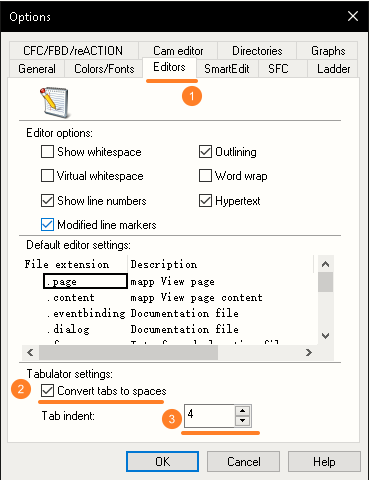 Options
CFC/FBD/reACTION Cam editor Directories Graphs
General Colors/Fonts Editors SmartEdit SFC Ladder
1
Editor options:
Show whitespace Outlining
Virtual whitespace Word wrap
Show line numbers Hypertext
Modified line markers
Default editor settings:
File extension Description
.page mapp View page
.content mapp View page content
.eventbinding Documentation file
.dialog Documentation file
Tabulator settings:
2 Convert tabs to spaces
Tab indent: 3 4
OK Cancel Help